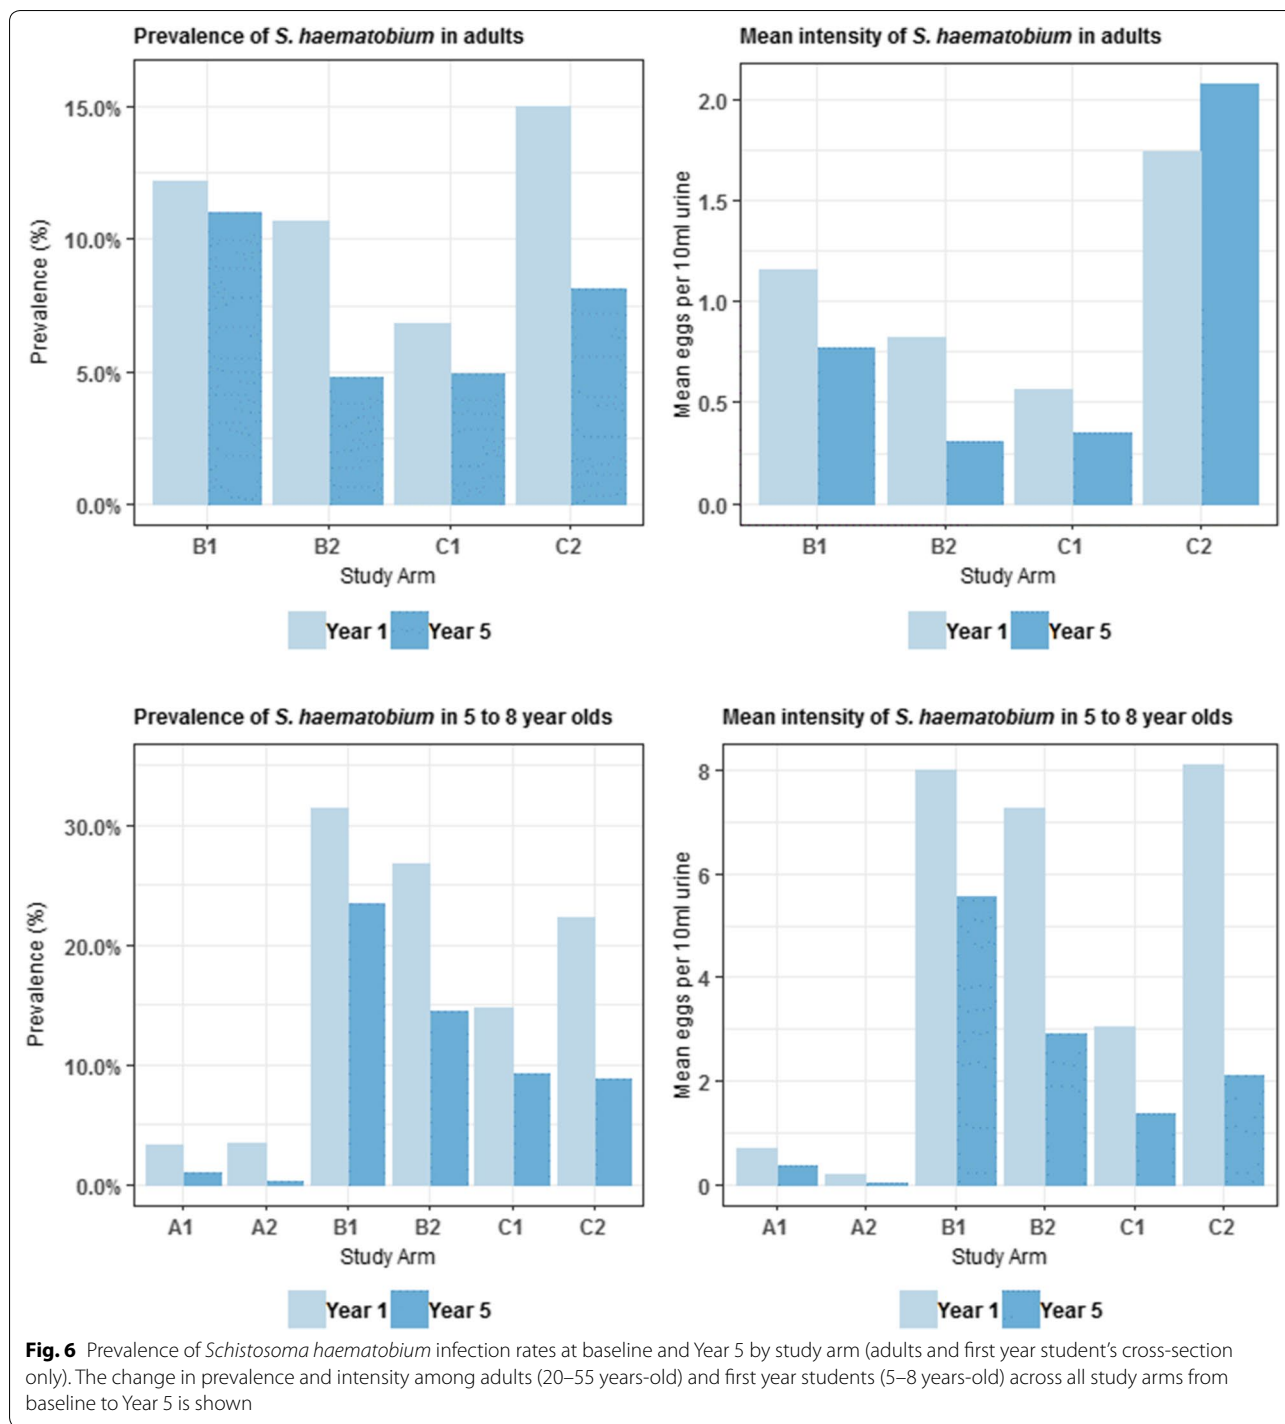 Prevalence of S. haematobium in adults
Prevalence (%)
15.0%
10.0%
5.0%
0.0%
B1 B2 C1 C2
Study Arm
Year 1 Year 5
Mean intensity of S. haematobium in adults
Mean eggs per 10ml urine
2.0
1.5
1.0
0.5
0.0
B1 B2 C1 C2
Study Arm
Year 1 Year 5
Prevalence of S. haematobium in 5 to 8 year olds
Prevalence (%)
30.0%
20.0%
10.0%
0.0%
A1 A2 B1 B2 C1 C2
Study Arm
Year 1 Year 5
Mean intensity of S. haematobium in 5 to 8 year olds
Mean eggs per 10ml urine
8
6
4
2
0
A1 A2 B1 B2 C1 C2
Study Arm
Year 1 Year 5
Fig. 6 Prevalence of Schistosoma haematobium infection rates at baseline and Year 5 by study arm (adults and first year student's cross-section
only). The change in prevalence and intensity among adults (20–55 years-old) and first year students (5–8 years-old) across all study arms from
baseline to Year 5 is shown